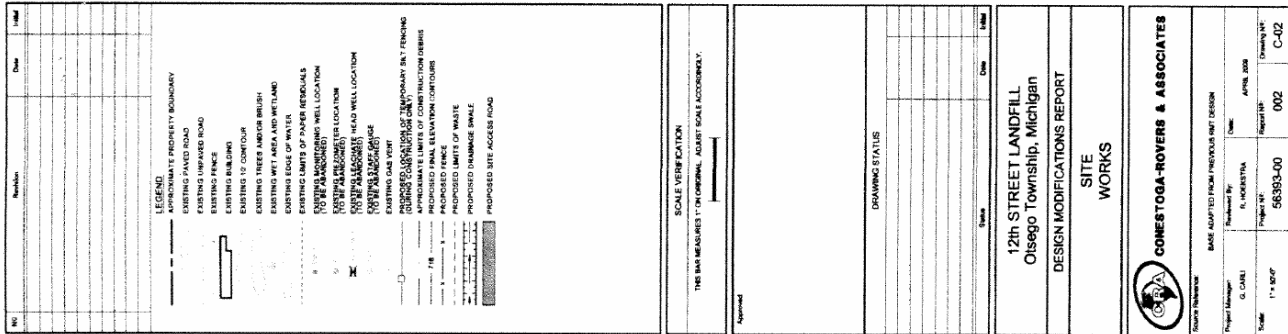 Nº
Revision
Date
Initial
LEGEND
APPROXIMATE PROPERTY BOUNDARY
EXISTING PAVED ROAD
EXISTING UNPAVED ROAD
EXISTING FENCE
EXISTING BUILDING
EXISTING 10' CONTOUR
EXISTING TREES AND/OR BRUSH
EXISTING WET AREA AND WETLAND
EXISTING EDGE OF WATER
EXISTING LIMITS OF PAPER RESIDUALS
EXISTING MONITORING WELL LOCATION
(TO BE ABANDONED)
EXISTING PIEZOMETER LOCATION
(TO BE ABANDONED)
EXISTING LEACHATE HEAD WELL LOCATION
(TO BE ABANDONED)
EXISTING STAFF GAUGE
(TO BE ABANDONED)
EXISTING GAS VENT
PROPOSED LOCATION OF TEMPORARY SILT FENCING
(DURING CONSTRUCTION ONLY)
APPROXIMATE LIMITS OF CONSTRUCTION DEBRIS
718 PROPOSED FINAL ELEVATION CONTOURS
PROPOSED FENCE
PROPOSED LIMITS OF WASTE
PROPOSED DRAINAGE SWALE
PROPOSED SITE ACCESS ROAD
SCALE VERIFICATION
THIS BAR MEASURES 1" ON ORIGINAL. ADJUST SCALE ACCORDINGLY.
Approved
DRAWING STATUS
Status
Date
Initial
12th STREET LANDFILL
Otsego Township, Michigan
DESIGN MODIFICATIONS REPORT
SITE
WORKS
CRA
CONESTOGA-ROVERS & ASSOCIATES
Source Reference:
BASE ADAPTED FROM PREVIOUS RMT DESIGN
Project Manager:
G. CARLI
Reviewed By:
R. HOEKSTRA
Date:
APRIL 2009
Scale:
1" = 50'-0"
Project Nº:
56393-00
Report Nº:
002
Drawing Nº:
C-02